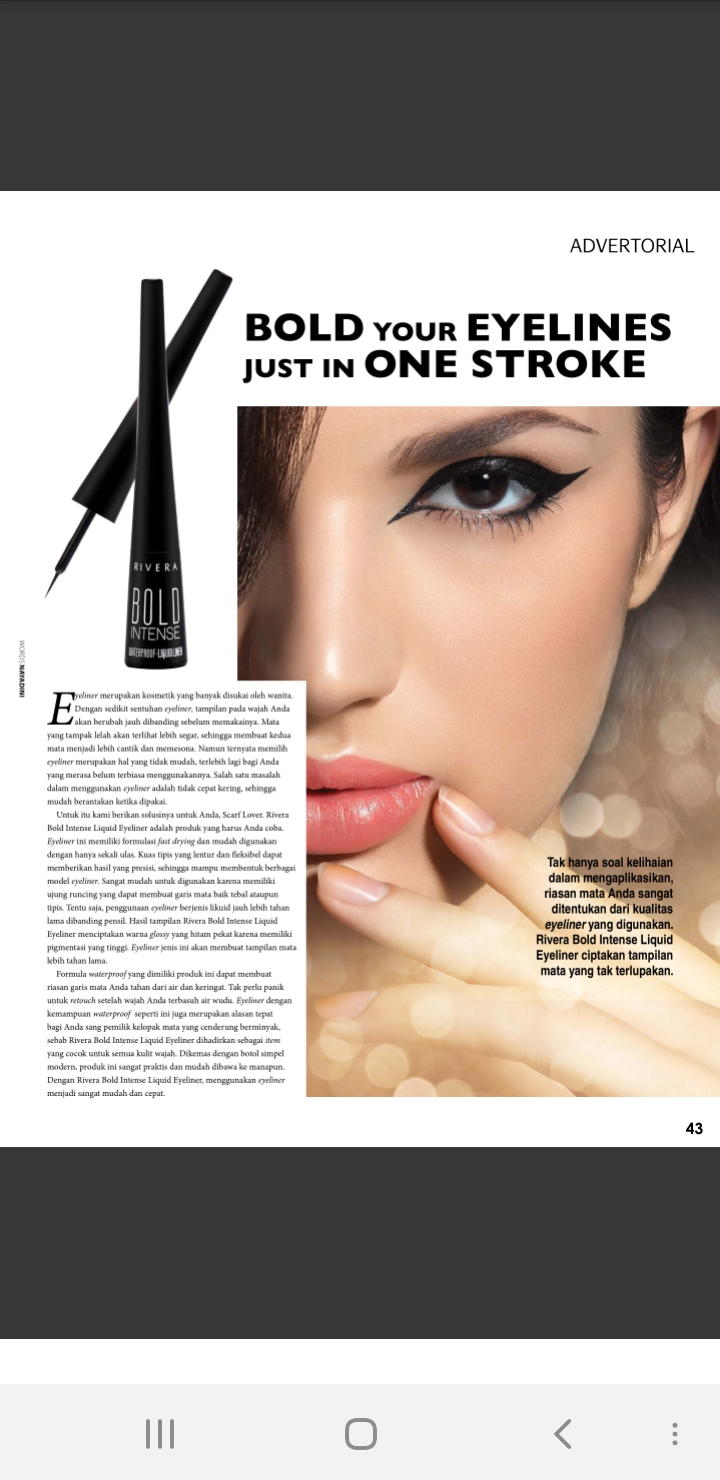 ADVERTORIAL
BOLD YOUR EYELINES
JUST IN ONE STROKE
RIVERA
BOLD
INTENSE
WATERPROOF-LIQUID LINER
WORDS NAYADINI
Eyeliner merupakan kosmetik yang banyak disukai oleh wanita.
Dengan sedikit sentuhan eyeliner, tampilan pada wajah Anda
akan berubah jauh dibanding sebelum memakainya. Mata
yang tampak lelah akan terlihat lebih segar, sehingga membuat kedua
mata menjadi lebih cantik dan memesona. Namun ternyata memilih
eyeliner merupakan hal yang tidak mudah, terlebih lagi bagi Anda
yang merasa belum terbiasa menggunakannya. Salah satu masalah
dalam menggunakan eyeliner adalah tidak cepat kering, sehingga
mudah berantakan ketika dipakai.
Untuk itu kami berikan solusinya untuk Anda, Scarf Lover. Rivera
Bold Intense Liquid Eyeliner adalah produk yang harus Anda coba.
Eyeliner ini memiliki formulasi fast drying dan mudah digunakan
dengan hanya sekali ulas. Kuas tipis yang lentur dan fleksibel dapat
memberikan hasil yang presisi, sehingga mampu membentuk berbagai
model eyeliner. Sangat mudah untuk digunakan karena memiliki
ujung runcing yang dapat membuat garis mata baik tebal ataupun
tipis. Tentu saja, penggunaan eyeliner berjenis likuid jauh lebih tahan
lama dibanding pensil. Hasil tampilan Rivera Bold Intense Liquid
Eyeliner menciptakan warna glossy yang hitam pekat karena memiliki
pigmentasi yang tinggi. Eyeliner jenis ini akan membuat tampilan mata
lebih tahan lama.
Formula waterproof yang dimiliki produk ini dapat membuat
riasan garis mata Anda tahan dari air dan keringat. Tak perlu panik
untuk retouch setelah wajah Anda terbasuh air wudu. Eyeliner dengan
kemampuan waterproof seperti ini juga merupakan alasan tepat
bagi Anda sang pemilik kelopak mata yang cenderung berminyak,
sebab Rivera Bold Intense Liquid Eyeliner dihadirkan sebagai item
yang cocok untuk semua kulit wajah. Dikemas dengan botol simpel
modern, produk ini sangat praktis dan mudah dibawa ke manapun.
Dengan Rivera Bold Intense Liquid Eyeliner, menggunakan eyeliner
menjadi sangat mudah dan cepat.
Tak hanya soal kelihaian
dalam mengaplikasikan,
riasan mata Anda sangat
ditentukan dari kualitas
eyeliner yang digunakan.
Rivera Bold Intense Liquid
Eyeliner ciptakan tampilan
mata yang tak terlupakan.
43